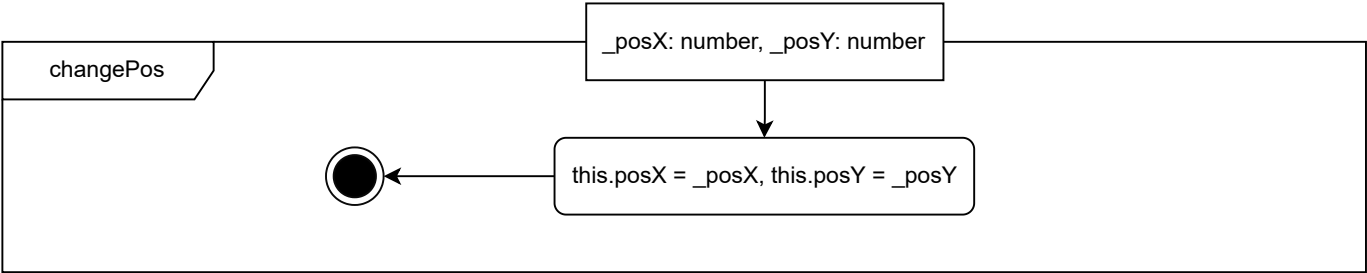 _posX: number, _posY: number
changePos
this.posX = _posX, this.posY = _posY